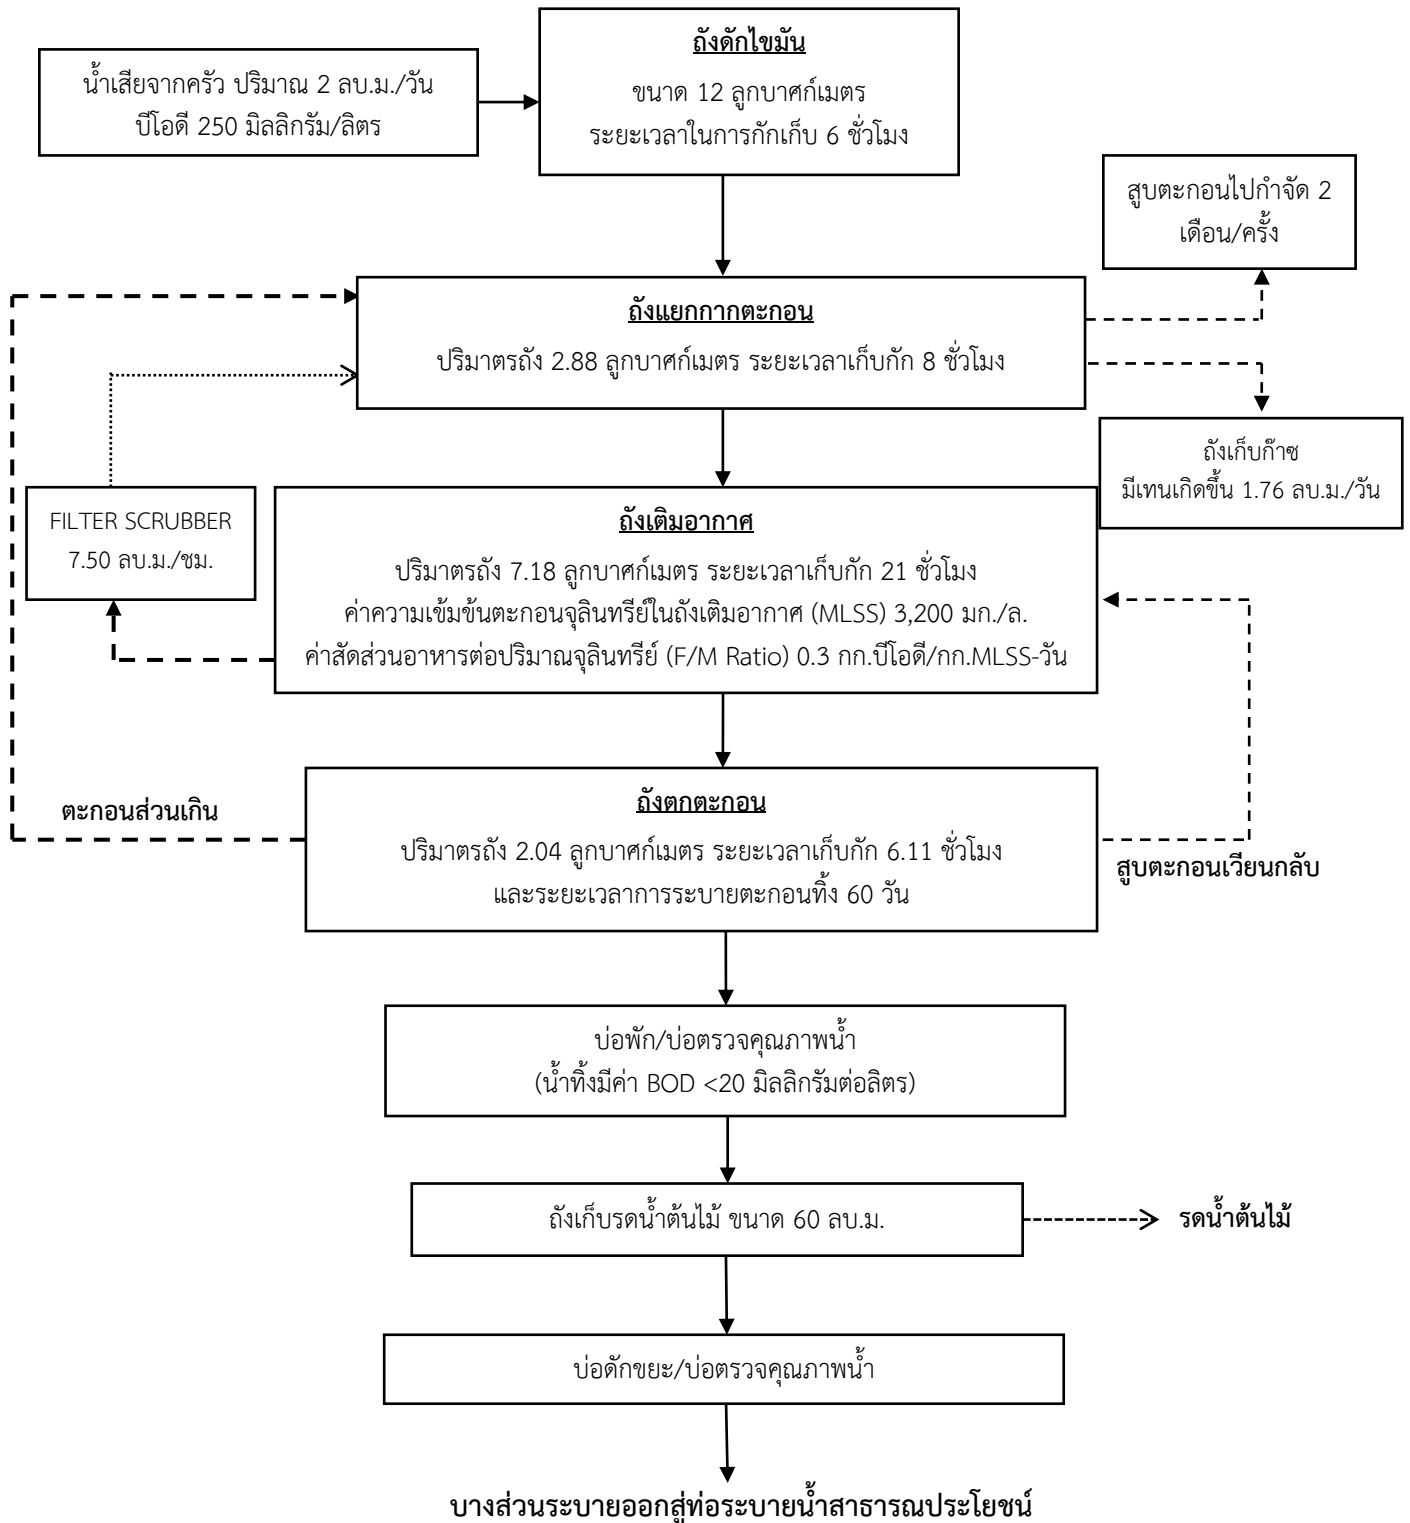 ถังดักไขมัน
ขนาด 12 ลูกบาศก์เมตร
ระยะเวลาในการกักเก็บ 6 ชั่วโมง
น้ำเสียจากครัว ปริมาณ 2 ลบ.ม./วัน
บีโอดี 250 มิลลิกรัม/ลิตร
สูบตะกอนไปกำจัด 2
เดือน/ครั้ง
ถังแยกกากตะกอน
ปริมาตรถัง 2.88 ลูกบาศก์เมตร ระยะเวลาเก็บกัก 8 ชั่วโมง
ถังเก็บก๊าซ
มีเทนเกิดขึ้น 1.76 ลบ.ม./วัน
FILTER SCRUBBER
7.50 ลบ.ม./ชม.
ถังเติมอากาศ
ปริมาตรถัง 7.18 ลูกบาศก์เมตร ระยะเวลาเก็บกัก 21 ชั่วโมง
ค่าความเข้มข้นตะกอนจุลินทรีย์ในถังเติมอากาศ (MLSS) 3,200 มก./ล.
ค่าสัดส่วนอาหารต่อปริมาณจุลินทรีย์ (F/M Ratio) 0.3 กก.บีโอดี/กก.MLSS-วัน
ตะกอนส่วนเกิน
ถังตกตะกอน
ปริมาตรถัง 2.04 ลูกบาศก์เมตร ระยะเวลาเก็บกัก 6.11 ชั่วโมง
และระยะเวลาการระบายตะกอนทิ้ง 60 วัน
สูบตะกอนเวียนกลับ
บ่อพัก/บ่อตรวจคุณภาพน้ำ
(น้ำทิ้งมีค่า BOD <20 มิลลิกรัมต่อลิตร)
ถังเก็บรดน้ำต้นไม้ ขนาด 60 ลบ.ม.
รดน้ำต้นไม้
บ่อดักขยะ/บ่อตรวจคุณภาพน้ำ
บางส่วนระบายออกสู่ท่อระบายน้ำสาธารณประโยชน์